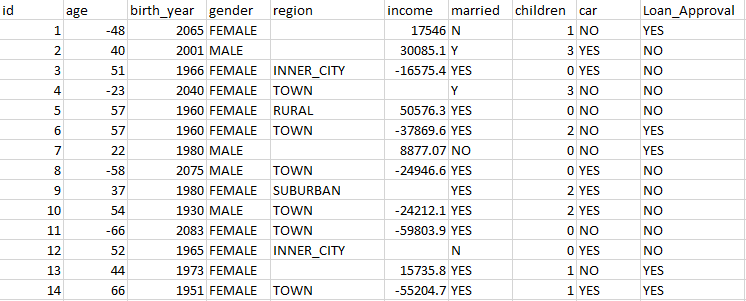 id age birth_year gender region income married children car Loan_Approval
1 -48 2065 FEMALE 17546 N 1 NO YES
2 40 2001 MALE 30085.1 Y 3 YES NO
3 51 1966 FEMALE INNER_CITY -16575.4 YES 0 YES NO
4 -23 2040 FEMALE TOWN Y 3 NO NO
5 57 1960 FEMALE RURAL 50576.3 YES 0 NO NO
6 57 1960 FEMALE TOWN -37869.6 YES 2 NO YES
7 22 1980 MALE 8877.07 NO 0 NO YES
8 -58 2075 MALE TOWN -24946.6 YES 0 YES NO
9 37 1980 FEMALE SUBURBAN YES 2 YES NO
10 54 1930 MALE TOWN -24212.1 YES 2 YES NO
11 -66 2083 FEMALE TOWN -59803.9 YES 0 NO NO
12 52 1965 FEMALE INNER_CITY N 0 YES NO
13 44 1973 FEMALE 15735.8 YES 1 NO YES
14 66 1951 FEMALE TOWN -55204.7 YES 1 YES YES